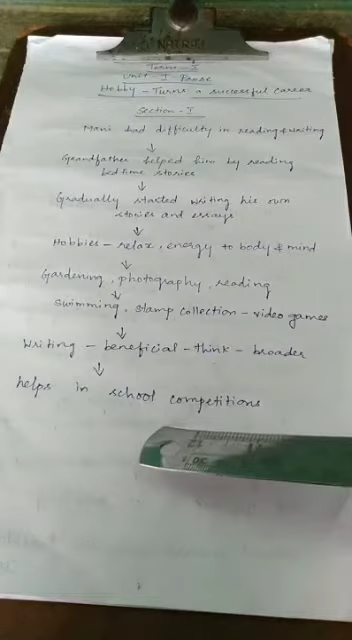 Term - I
Unit I Prose
Hobby - Turns a successful career
Section - I
Mani had difficulty in reading & writing
↓
Grandfather helped him by reading
bedtime stories
↓
Gradually started writing his own
stories and essays
↓
Hobbies - relax, energy to body & mind
↓
Gardening, photography, reading
↓
Swimming, stamp collection - video games
↓
Writing - beneficial - think - broader
↓
helps in school competitions